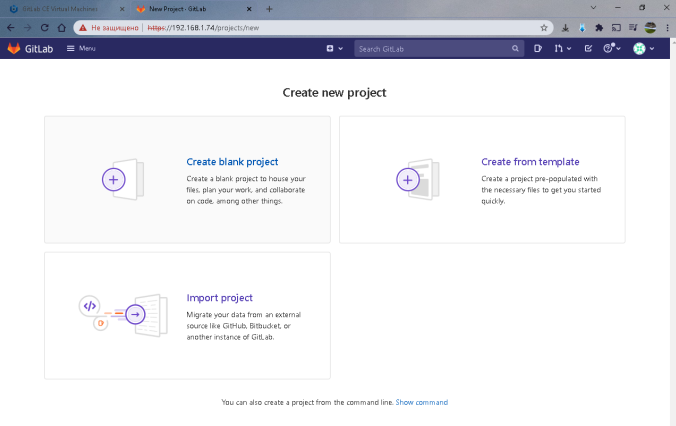 GitLab CE Virtual Machines
New Project · GitLab
Не защищено https://192.168.1.74/projects/new
GitLab Menu Search GitLab
Create new project
Create blank project
Create a blank project to house your
files, plan your work, and collaborate
on code, among other things.
Create from template
Create a project pre-populated with
the necessary files to get you started
quickly.
Import project
Migrate your data from an external
source like GitHub, Bitbucket, or
another instance of GitLab.
You can also create a project from the command line. Show command